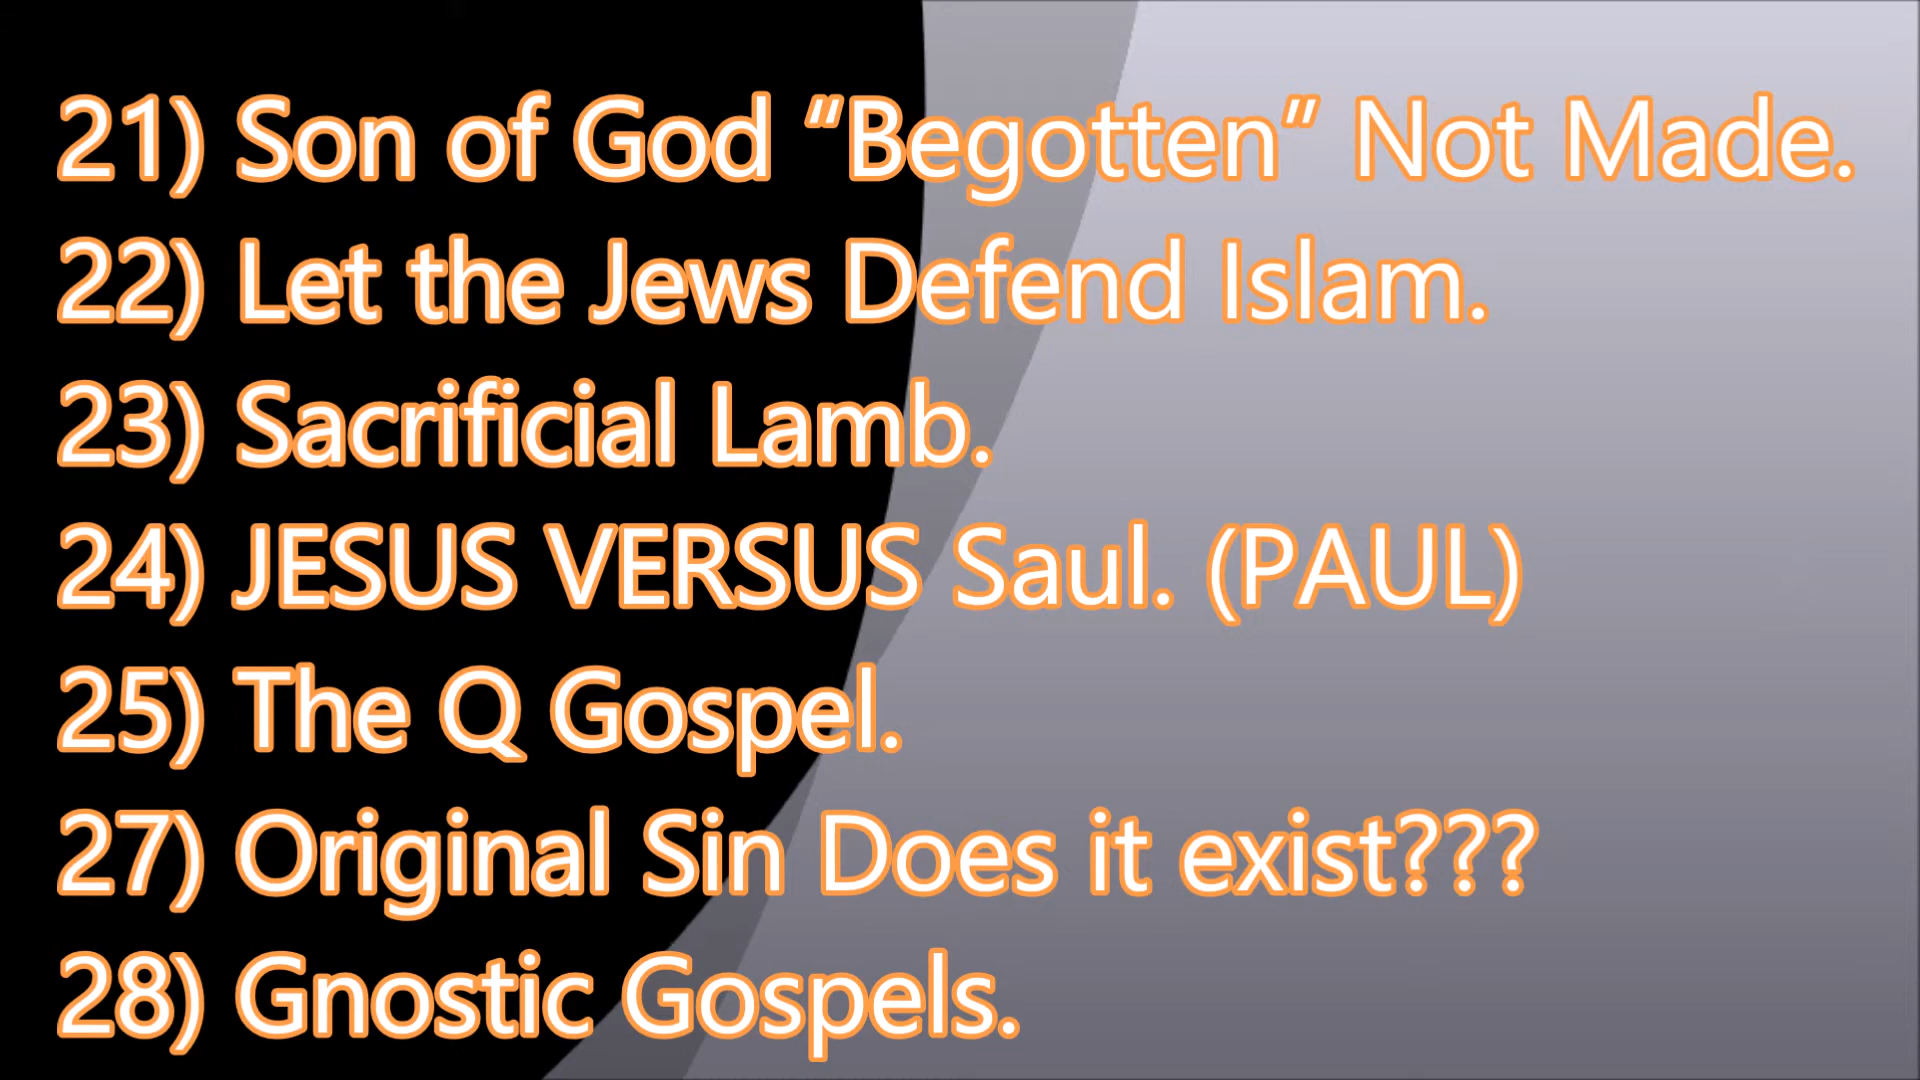 21) Son of God “Begotten” Not Made.
22) Let the Jews Defend Islam.
23) Sacrificial Lamb.
24) JESUS VERSUS Saul. (PAUL)
25) The Q Gospel.
27) Original Sin Does it exist???
28) Gnostic Gospels.